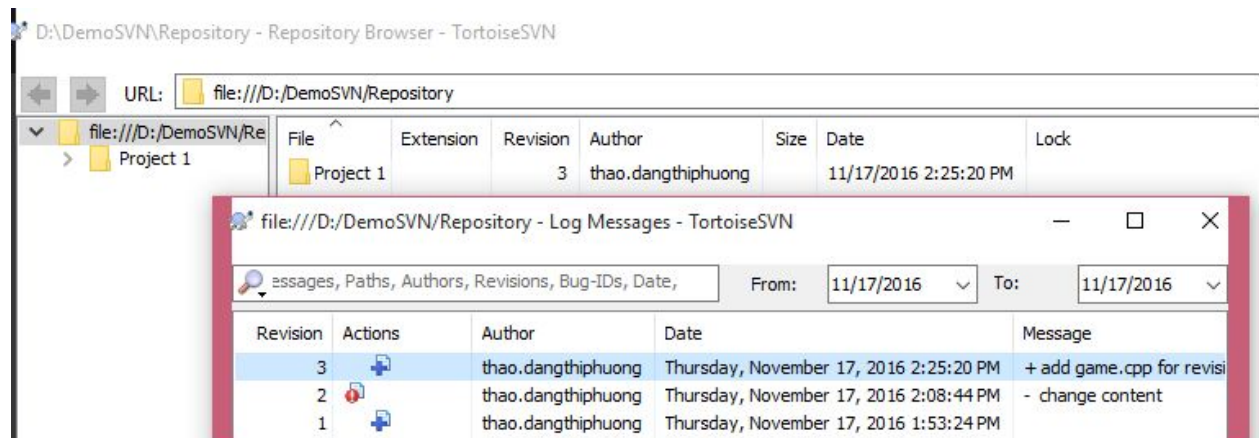 D:\DemoSVN\Repository - Repository Browser - TortoiseSVN
URL: file:///D:/DemoSVN/Repository
file:///D:/DemoSVN/Re
Project 1
File Extension Revision Author Size Date Lock
Project 1 3 thao.dangthiphuong 11/17/2016 2:25:20 PM
file:///D:/DemoSVN/Repository - Log Messages - TortoiseSVN
essages, Paths, Authors, Revisions, Bug-IDs, Date, From: 11/17/2016 To: 11/17/2016
Revision Actions Author Date Message
3 thao.dangthiphuong Thursday, November 17, 2016 2:25:20 PM + add game.cpp for revisi
2 thao.dangthiphuong Thursday, November 17, 2016 2:08:44 PM - change content
1 thao.dangthiphuong Thursday, November 17, 2016 1:53:24 PM